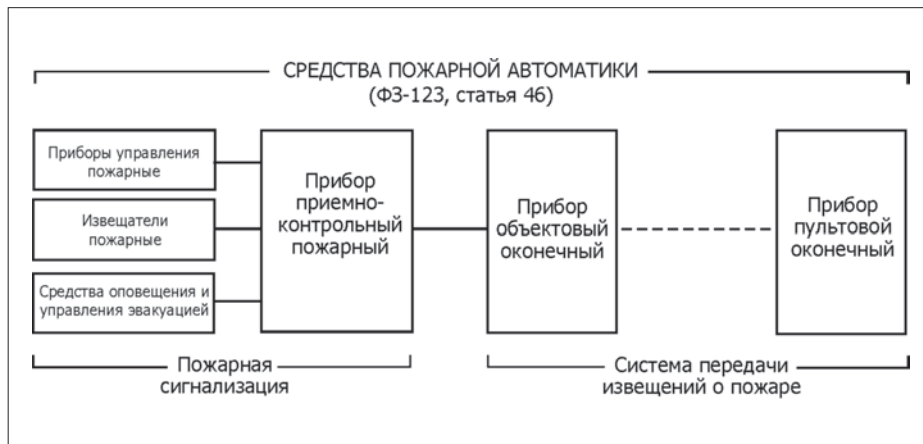 СРЕДСТВА ПОЖАРНОЙ АВТОМАТИКИ
(ФЗ-123, статья 46)
Приборы управления
пожарные
Извещатели
пожарные
Средства оповещения и
управления эвакуацией
Прибор
приемно-
контрольный
пожарный
Прибор
объектовый
оконечный
Прибор
пультовой
оконечный
Пожарная
сигнализация
Система передачи
извещений о пожаре